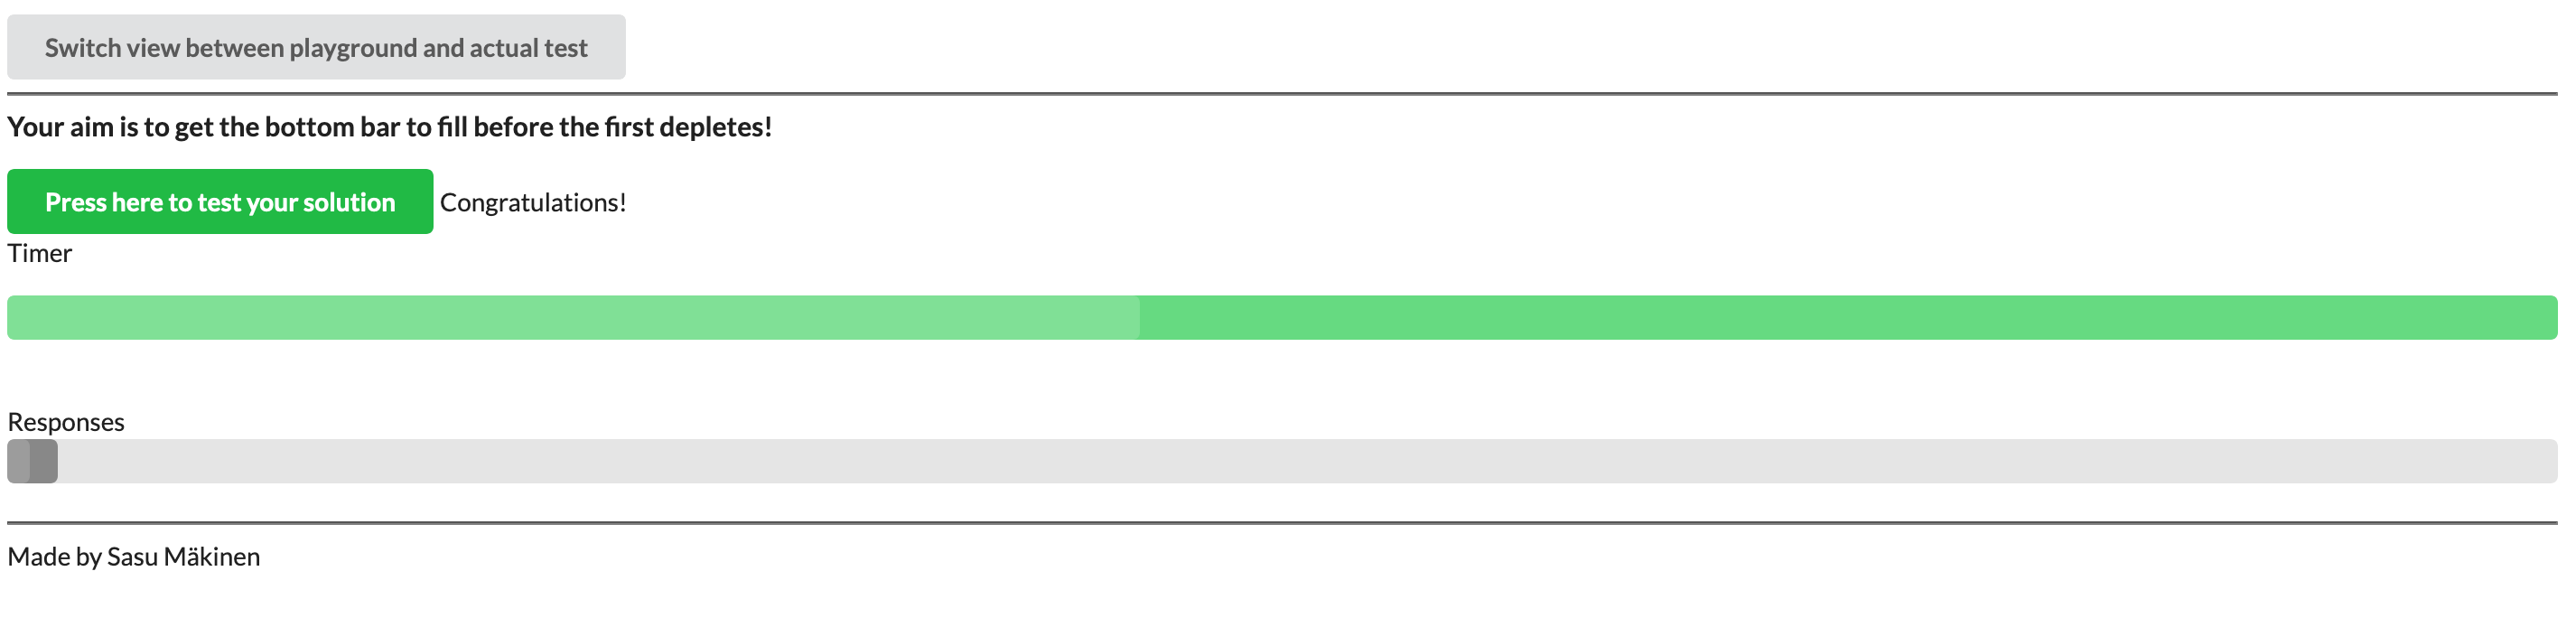 Switch view between playground and actual test
Your aim is to get the bottom bar to fill before the first depletes!
Press here to test your solution Congratulations!
Timer
Responses
Made by Sasu Mäkinen